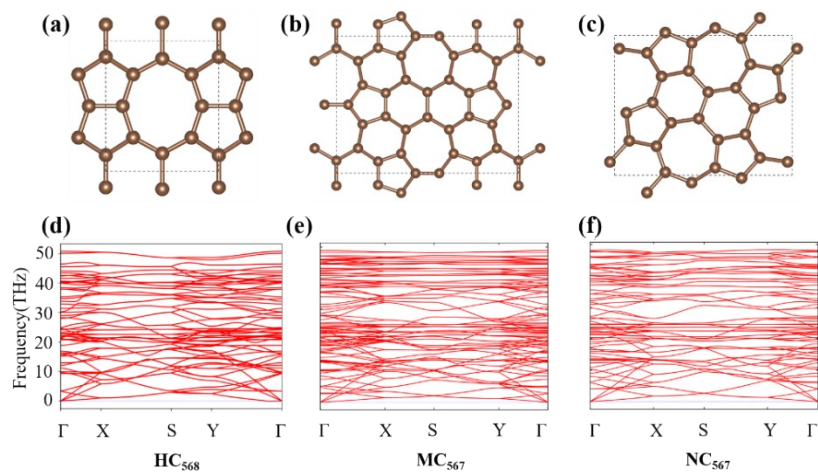 (a) (b) (c)
(d) (e) (f)
50
40
30
20
10
0
Frequency(THz)
Γ X S Y Γ Γ X S Y Γ Γ X S Y Γ
HC₅₆₈ MC₅₆₇ NC₅₆₇